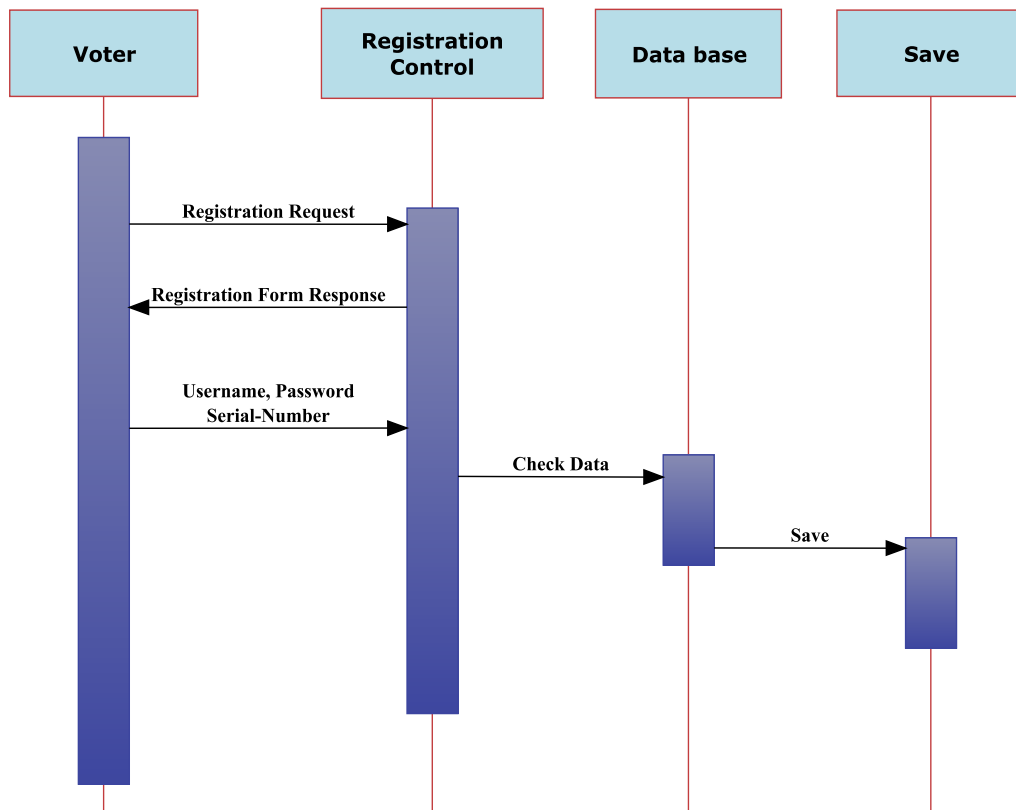 Voter
Registration
Control
Data base
Save
Registration Request
Registration Form Response
Username, Password
Serial-Number
Check Data
Save